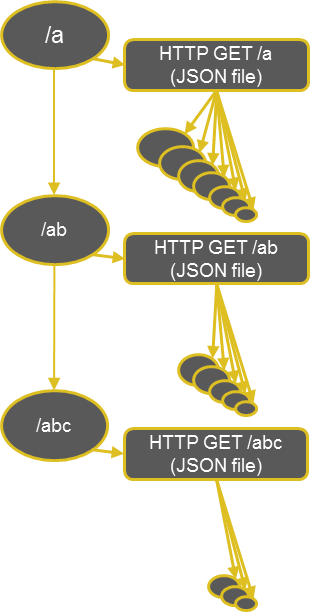 /a
HTTP GET /a
(JSON file)
/ab
HTTP GET /ab
(JSON file)
/abc
HTTP GET /abc
(JSON file)